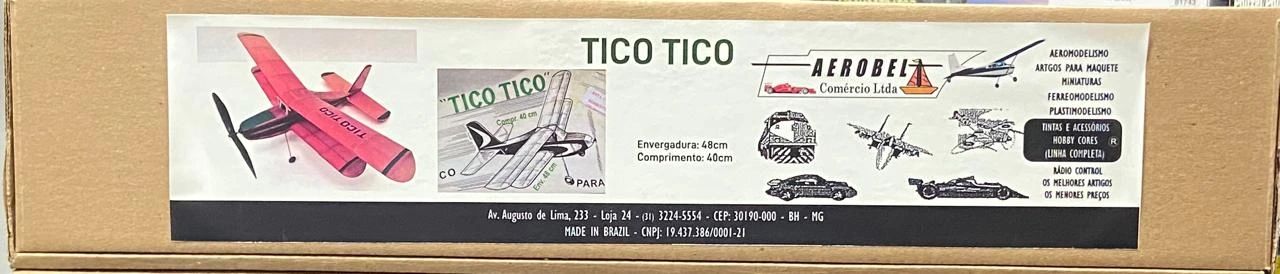 TICO TICO
TICO TICO
"TICO TICO"
Compr. 40 cm
Env. 48 cm
CO
PARA
Envergadura: 48cm
Comprimento: 40cm
AEROBEL
Comércio Ltda
AEROMODELISMO
ARTGOS PARA MAQUETE
MINIATURAS
FERREOMODELISMO
PLASTIMODELISMO
TINTAS E ACESSÓRIOS
HOBBY CORES ®
(LINHA COMPLETA)
RÁDIO CONTROL
OS MELHORES ARTIGOS
OS MENORES PREÇOS
Av. Augusto de Lima, 233 - Loja 24 - (31) 3224-5554 - CEP: 30190-000 - BH - MG
MADE IN BRAZIL - CNPJ: 19.437.386/0001-21